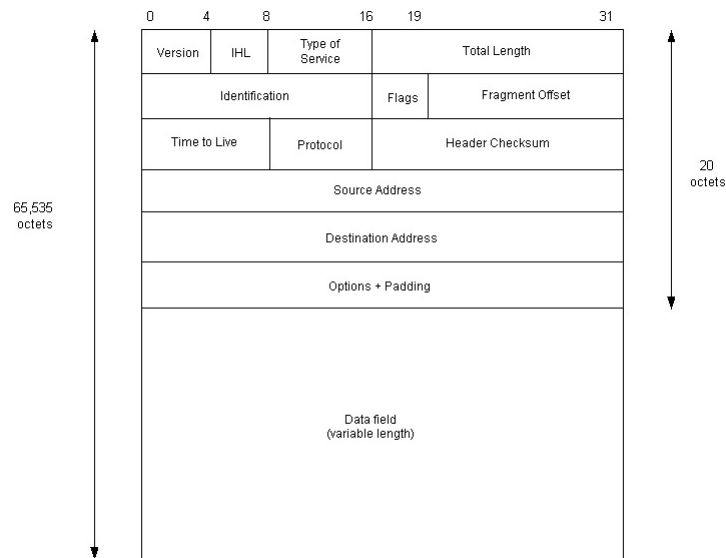 0 4 8 16 19 31
Version IHL Type of Total Length
Service
Identification Flags Fragment Offset
Time to Live Protocol Header Checksum
20
octets
Source Address
65,535
octets
Destination Address
Options + Padding
Data field
(variable length)